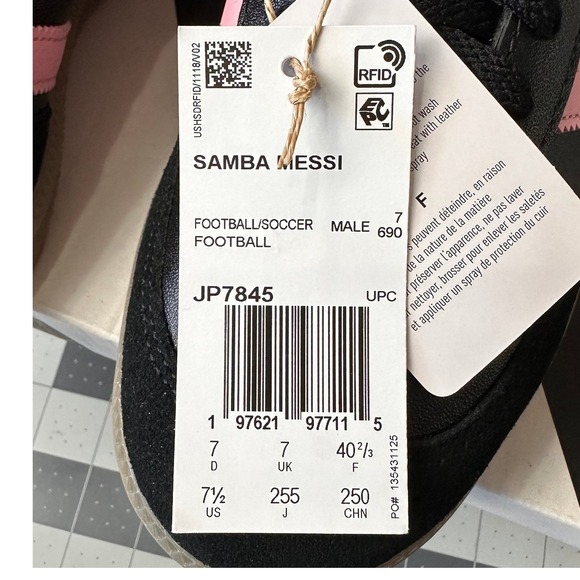 USHSDRFID/1118/V02
RFID
EPC™
SAMBA MESSI
FOOTBALL/SOCCER MALE 7
FOOTBALL 690
JP7845 UPC
1 97621 97711 5
7 7 40 2/3
D UK F
7½ 255 250
US J CHN
PO# 135431125
the
wash
with leather
spray
F
peuvent déteindre, en raison
de la nature de la matière
préserver l'apparence, ne pas laver
nettoyer, brosser pour enlever les saletés
et appliquer un spray de protection du cuir